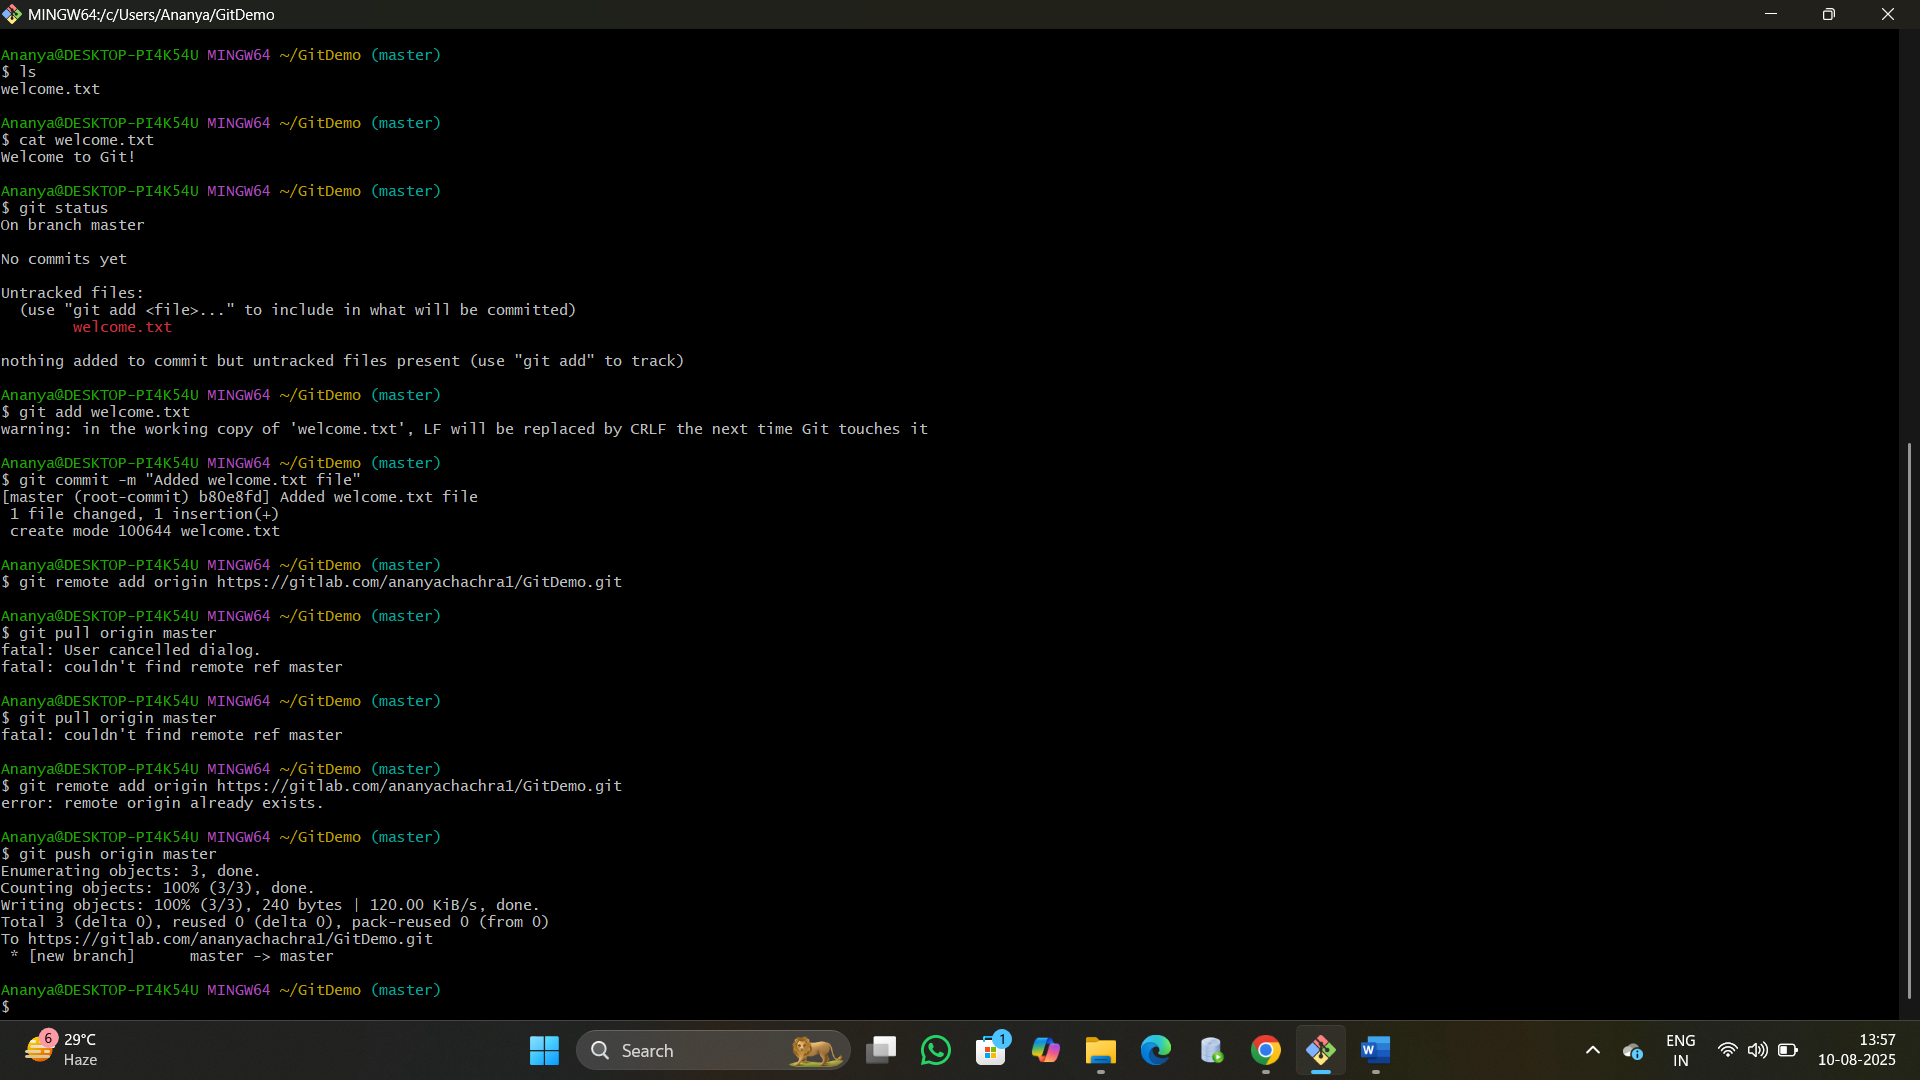 MINGW64:/c/Users/Ananya/GitDemo
Ananya@DESKTOP-PI4K54U MINGW64 ~/GitDemo (master)
$ ls
welcome.txt
Ananya@DESKTOP-PI4K54U MINGW64 ~/GitDemo (master)
$ cat welcome.txt
Welcome to Git!
Ananya@DESKTOP-PI4K54U MINGW64 ~/GitDemo (master)
$ git status
On branch master
No commits yet
Untracked files:
  (use "git add <file>..." to include in what will be committed)
        welcome.txt
nothing added to commit but untracked files present (use "git add" to track)
Ananya@DESKTOP-PI4K54U MINGW64 ~/GitDemo (master)
$ git add welcome.txt
warning: in the working copy of 'welcome.txt', LF will be replaced by CRLF the next time Git touches it
Ananya@DESKTOP-PI4K54U MINGW64 ~/GitDemo (master)
$ git commit -m "Added welcome.txt file"
[master (root-commit) b80e8fd] Added welcome.txt file
 1 file changed, 1 insertion(+)
 create mode 100644 welcome.txt
Ananya@DESKTOP-PI4K54U MINGW64 ~/GitDemo (master)
$ git remote add origin https://gitlab.com/ananyachachra1/GitDemo.git
Ananya@DESKTOP-PI4K54U MINGW64 ~/GitDemo (master)
$ git pull origin master
fatal: User cancelled dialog.
fatal: couldn't find remote ref master
Ananya@DESKTOP-PI4K54U MINGW64 ~/GitDemo (master)
$ git pull origin master
fatal: couldn't find remote ref master
Ananya@DESKTOP-PI4K54U MINGW64 ~/GitDemo (master)
$ git remote add origin https://gitlab.com/ananyachachra1/GitDemo.git
error: remote origin already exists.
Ananya@DESKTOP-PI4K54U MINGW64 ~/GitDemo (master)
$ git push origin master
Enumerating objects: 3, done.
Counting objects: 100% (3/3), done.
Writing objects: 100% (3/3), 240 bytes | 120.00 KiB/s, done.
Total 3 (delta 0), reused 0 (delta 0), pack-reused 0 (from 0)
To https://gitlab.com/ananyachachra1/GitDemo.git
 * [new branch]      master -> master
Ananya@DESKTOP-PI4K54U MINGW64 ~/GitDemo (master)
$
6
29°C
Haze
Search
1
W
ENG
IN
13:57
10-08-2025